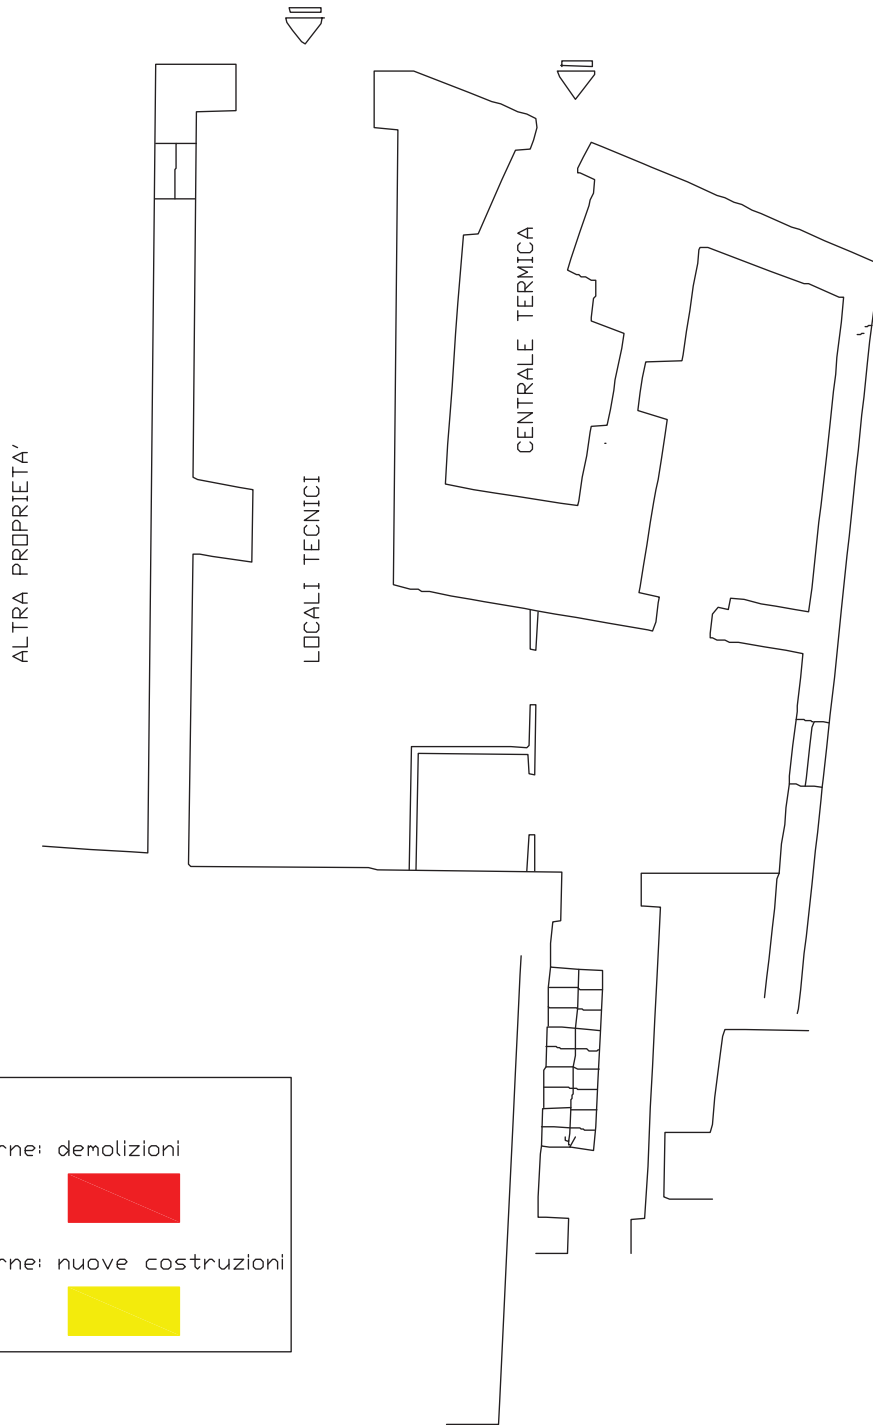 ALTRA PROPRIETA'
LOCALI TECNICI
CENTRALE TERMICA
rne: demolizioni
rne: nuove costruzioni